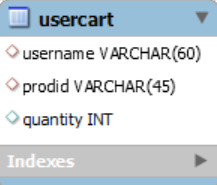 usercart
username VARCHAR(60)
prodid VARCHAR(45)
quantity INT
Indexes